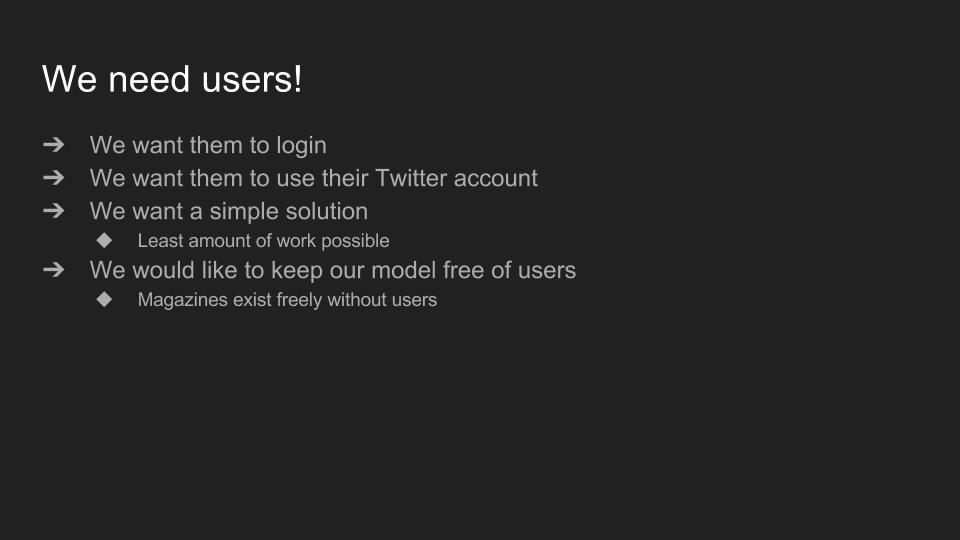 We need users!
➔ We want them to login
➔ We want them to use their Twitter account
➔ We want a simple solution
◆ Least amount of work possible
➔ We would like to keep our model free of users
◆ Magazines exist freely without users